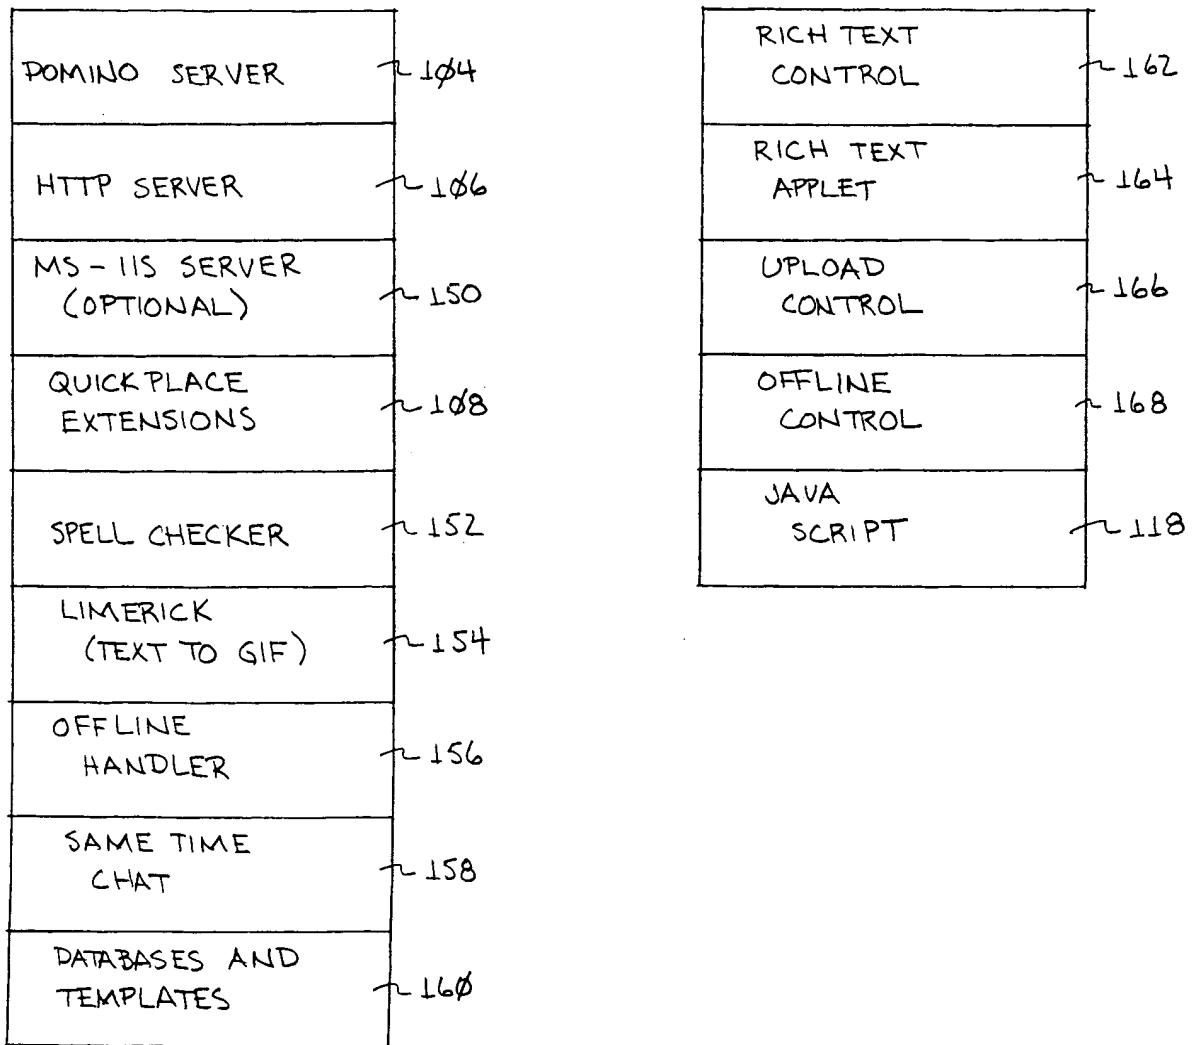 DOMINO SERVER 104
HTTP SERVER 106
MS-IIS SERVER
(OPTIONAL) 150
QUICKPLACE
EXTENSIONS 108
SPELL CHECKER 152
LIMERICK
(TEXT TO GIF) 154
OFFLINE
HANDLER 156
SAME TIME
CHAT 158
DATABASES AND
TEMPLATES 160
RICH TEXT
CONTROL 162
RICH TEXT
APPLET 164
UPLOAD
CONTROL 166
OFFLINE
CONTROL 168
JAVA
SCRIPT 118